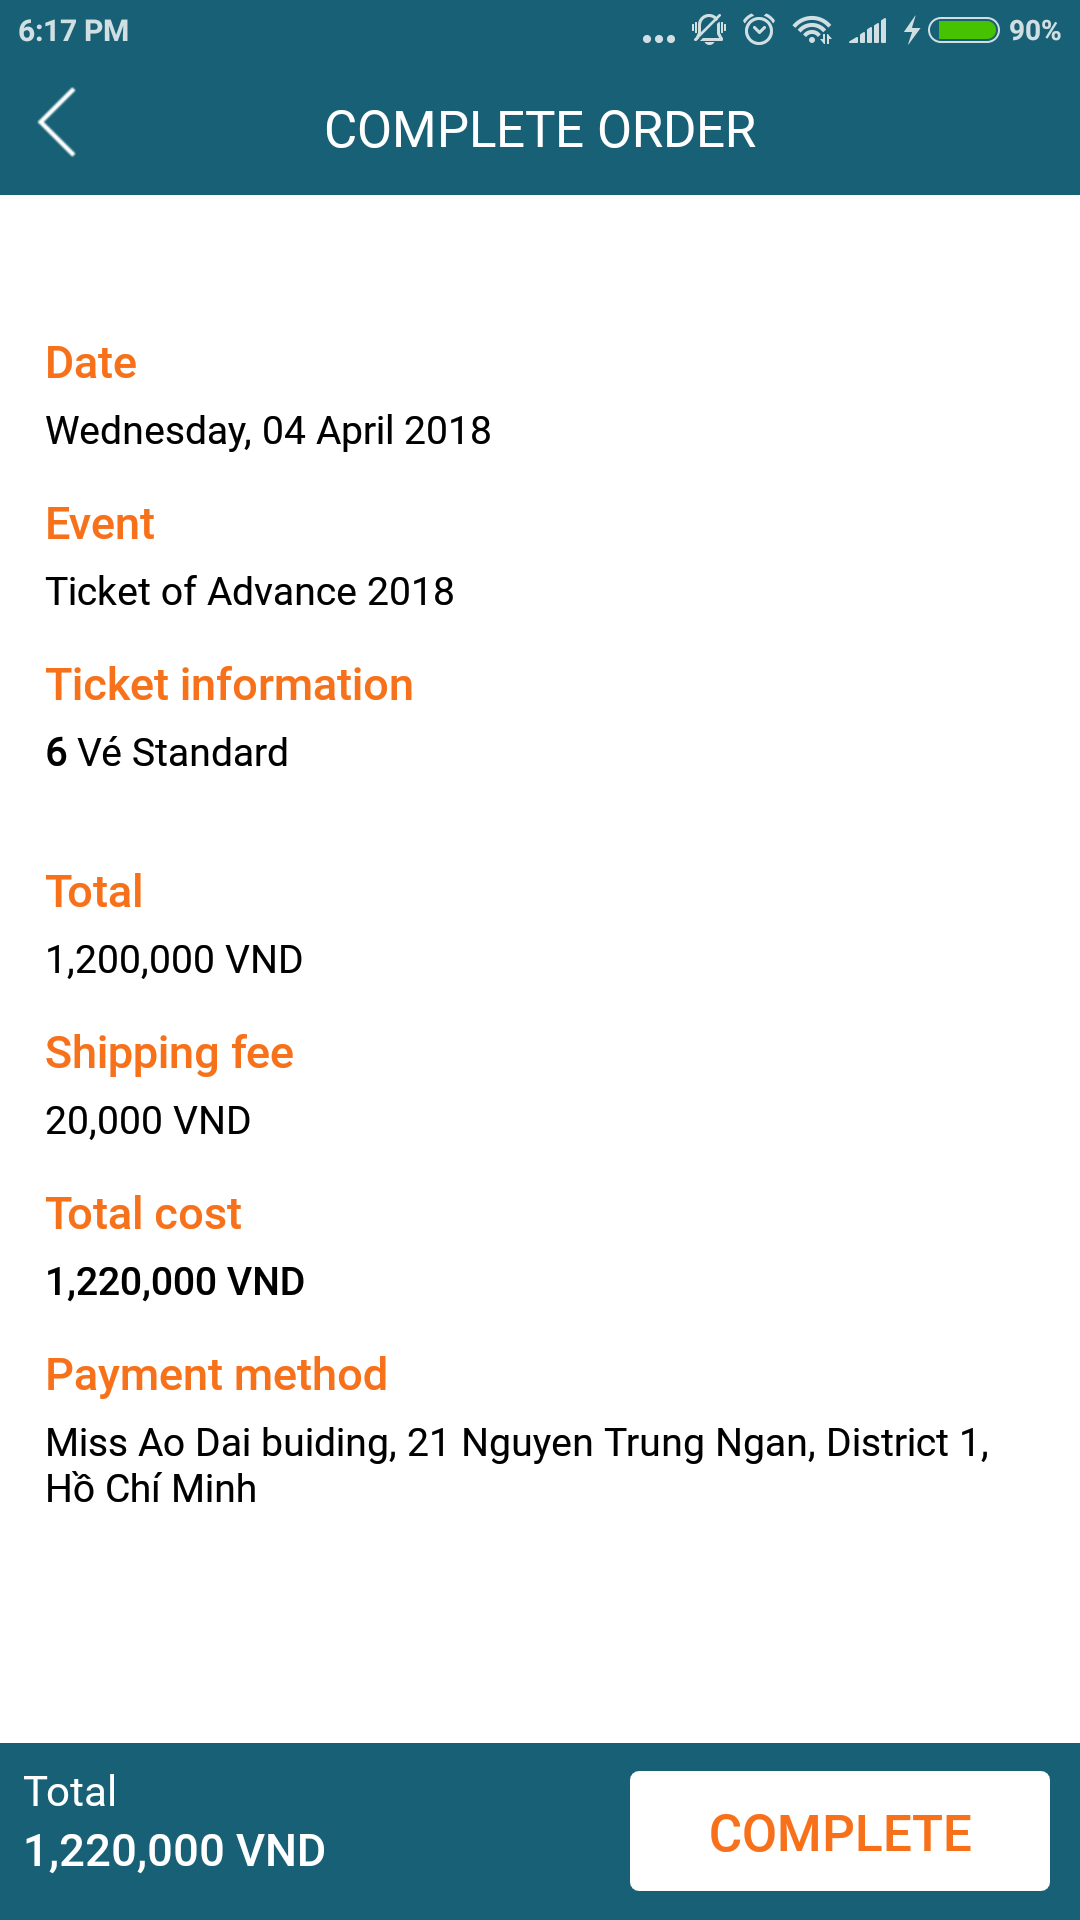 6:17 PM
90%
COMPLETE ORDER
Date
Wednesday, 04 April 2018
Event
Ticket of Advance 2018
Ticket information
6 Vé Standard
Total
1,200,000 VND
Shipping fee
20,000 VND
Total cost
1,220,000 VND
Payment method
Miss Ao Dai buiding, 21 Nguyen Trung Ngan, District 1,
Hồ Chí Minh
Total
1,220,000 VND
COMPLETE